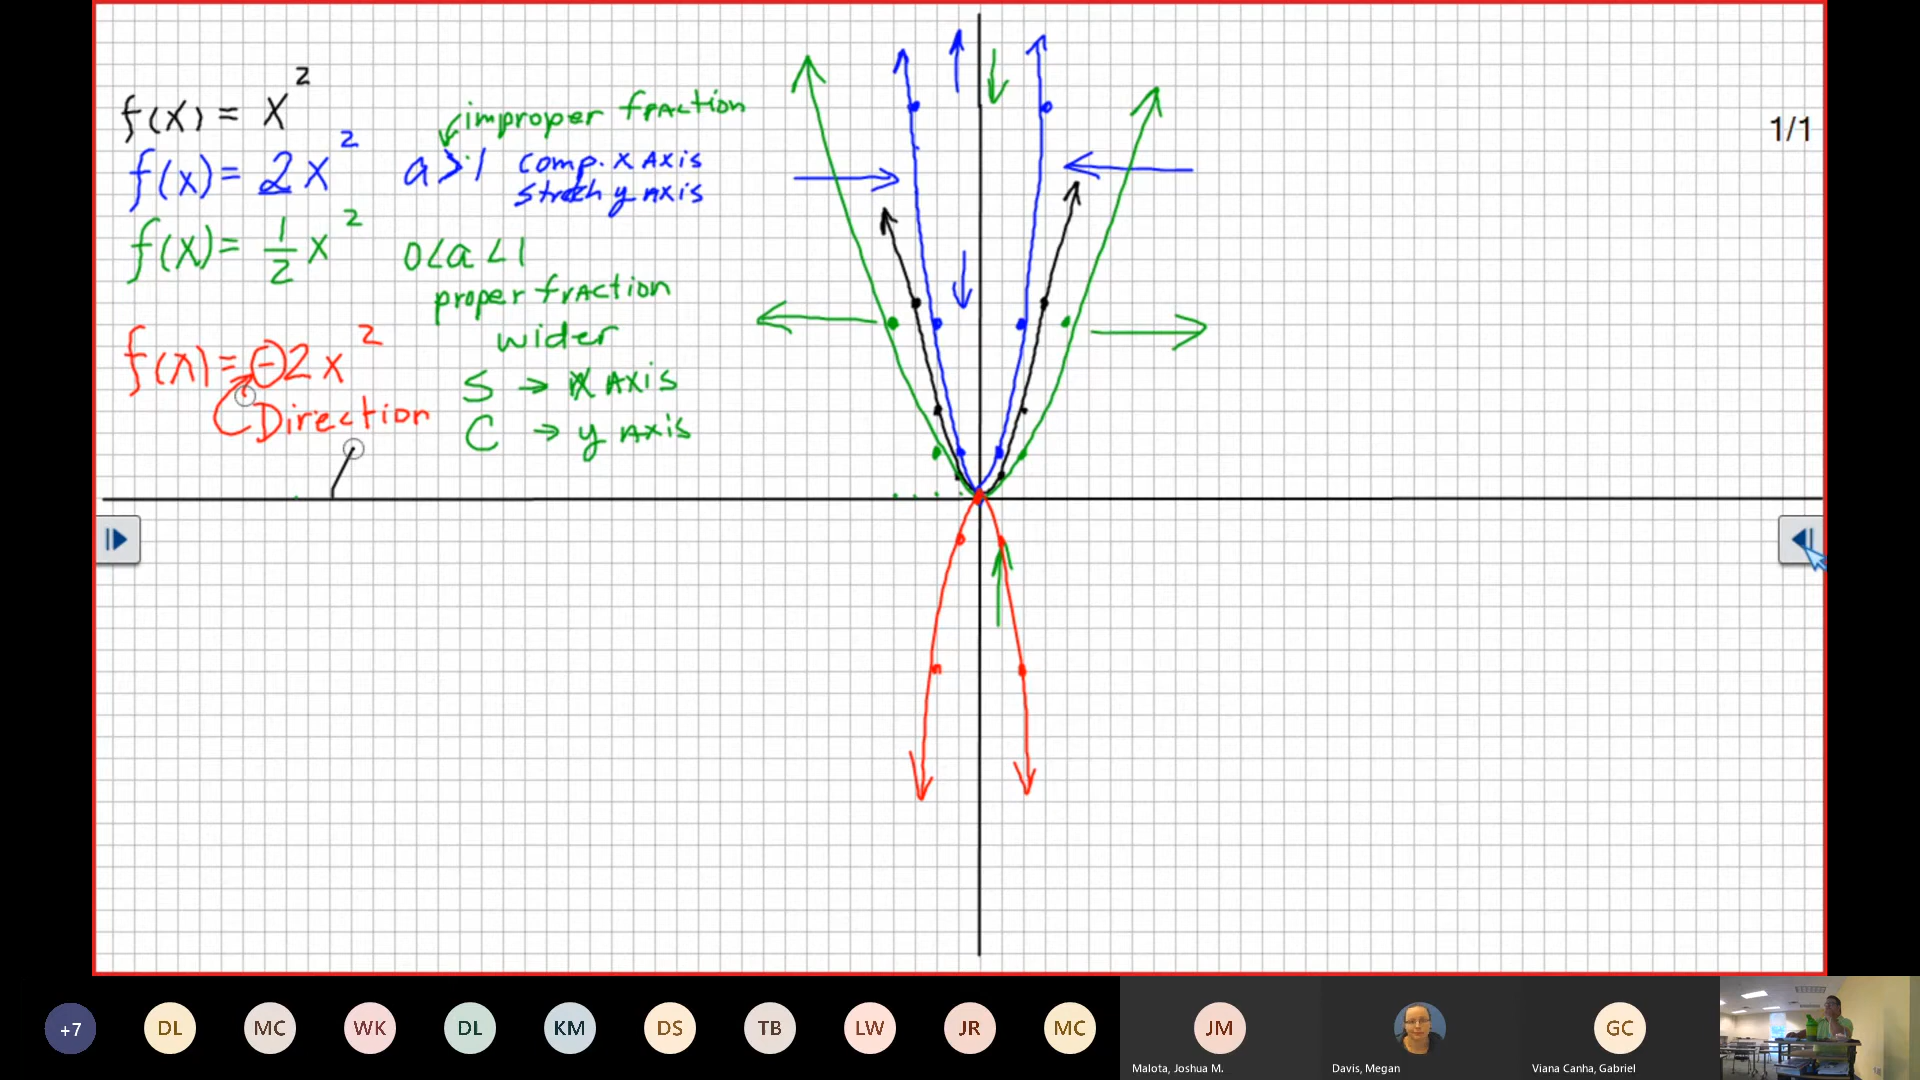 f(x) = x²
improper fraction
f(x) = 2x² a>1 comp. x Axis
stretch y Axis
f(x) = 1/2 x² 0<a<1
proper fraction
wider
f(x) = -2x²
S → x Axis
Direction
C → y Axis
1/1
+7 DL MC WK DL KM DS TB LW JR MC JM GC
Malota, Joshua M. Davis, Megan Viana Canha, Gabriel